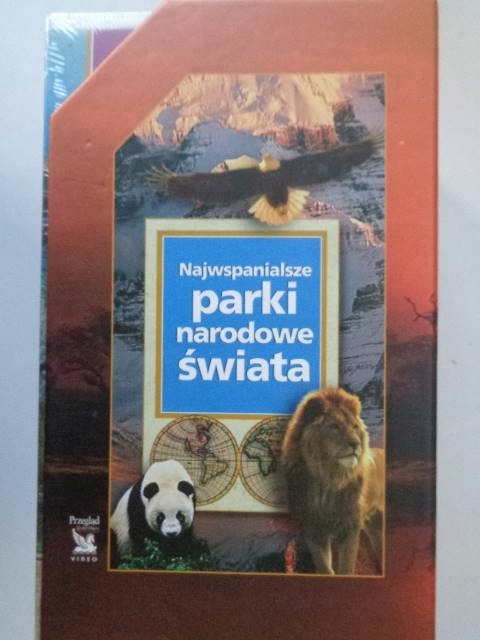 Najwspanialsze
parki
narodowe
świata
Przegląd
VIDEO